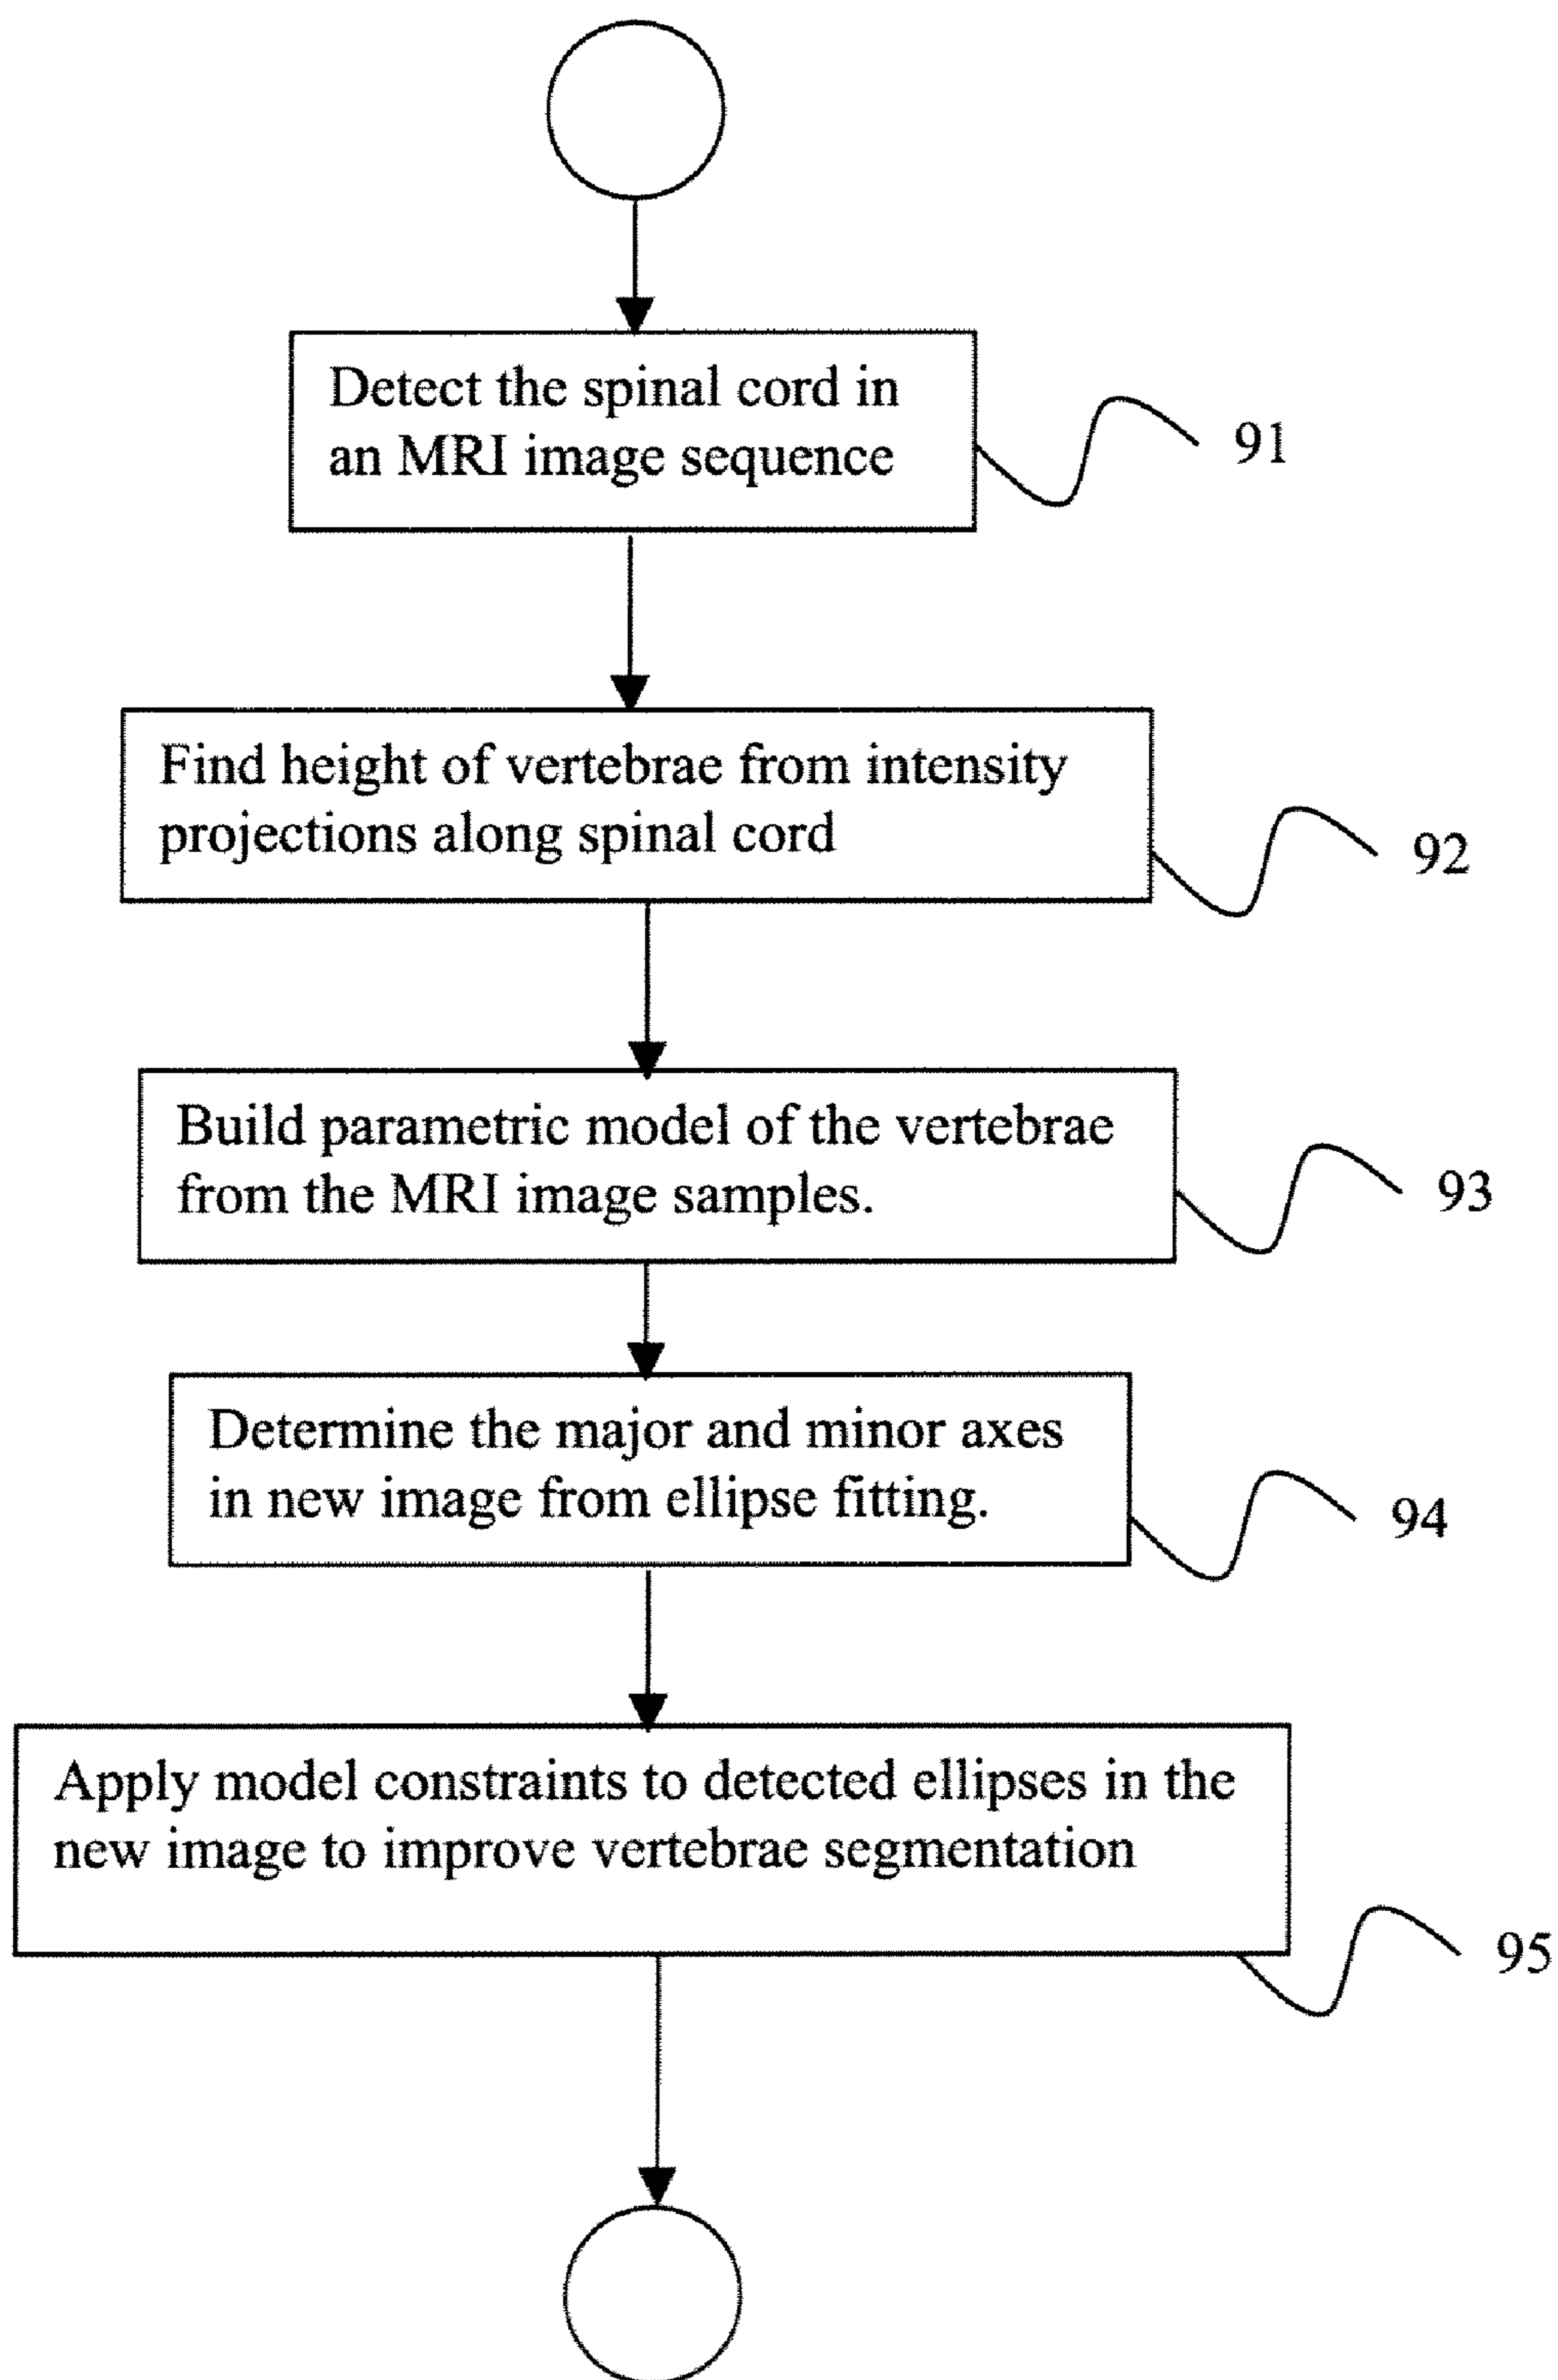 Detect the spinal cord in
an MRI image sequence
91
Find height of vertebrae from intensity
projections along spinal cord
92
Build parametric model of the vertebrae
from the MRI image samples.
93
Determine the major and minor axes
in new image from ellipse fitting.
94
Apply model constraints to detected ellipses in the
new image to improve vertebrae segmentation
95